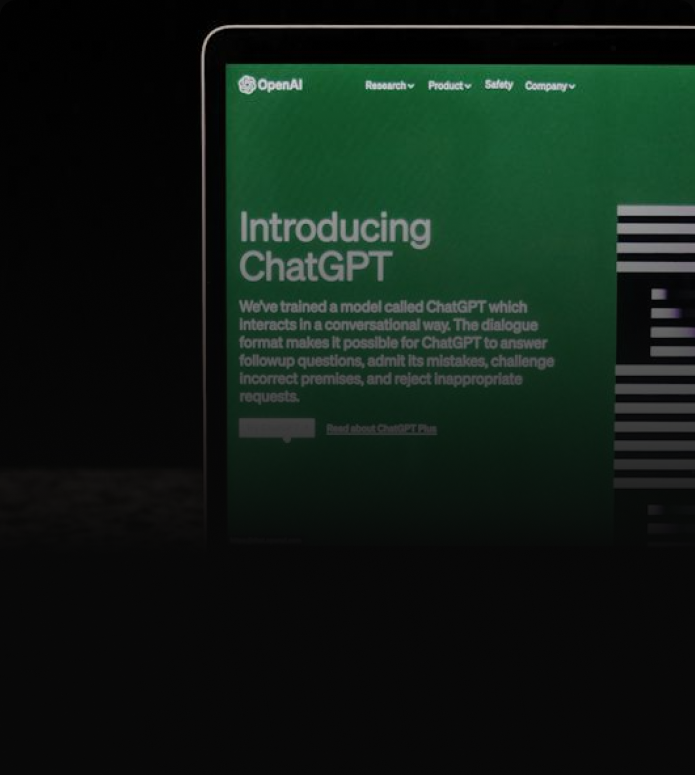 OpenAI
Research Product Safety Company
Introducing
ChatGPT
We've trained a model called ChatGPT which
interacts in a conversational way. The dialogue
format makes it possible for ChatGPT to answer
followup questions, admit its mistakes, challenge
incorrect premises, and reject inappropriate
requests.
Read about ChatGPT Plus